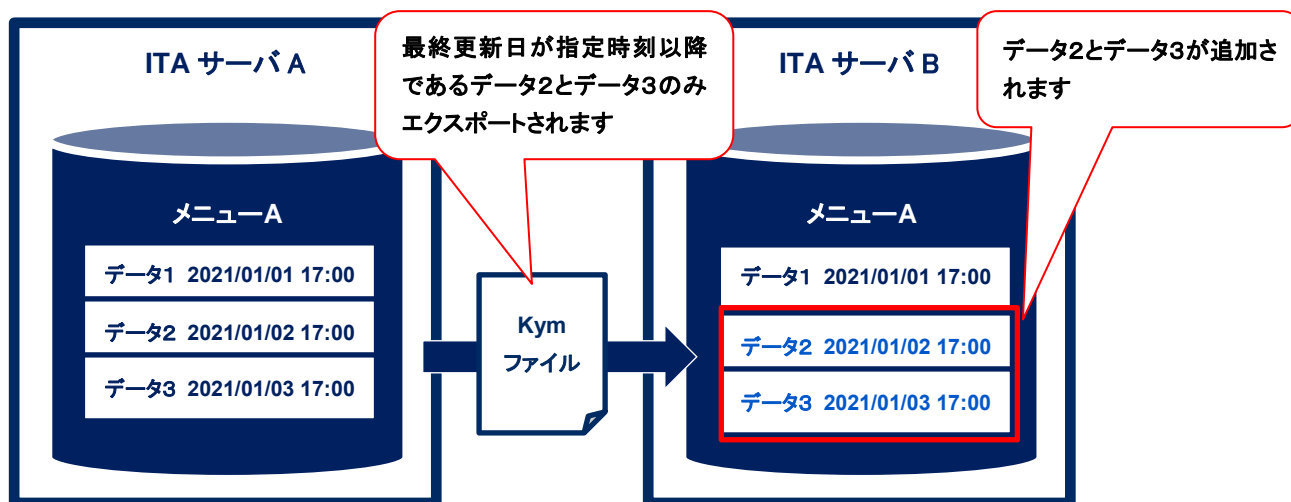 ITA サーバ A
メニューA
データ1 2021/01/01 17:00
データ2 2021/01/02 17:00
データ3 2021/01/03 17:00
最終更新日が指定時刻以降
であるデータ2とデータ3のみ
エクスポートされます
Kym
ファイル
ITA サーバ B
データ2とデータ3が追加さ
れます
メニューA
データ1 2021/01/01 17:00
データ2 2021/01/02 17:00
データ3 2021/01/03 17:00